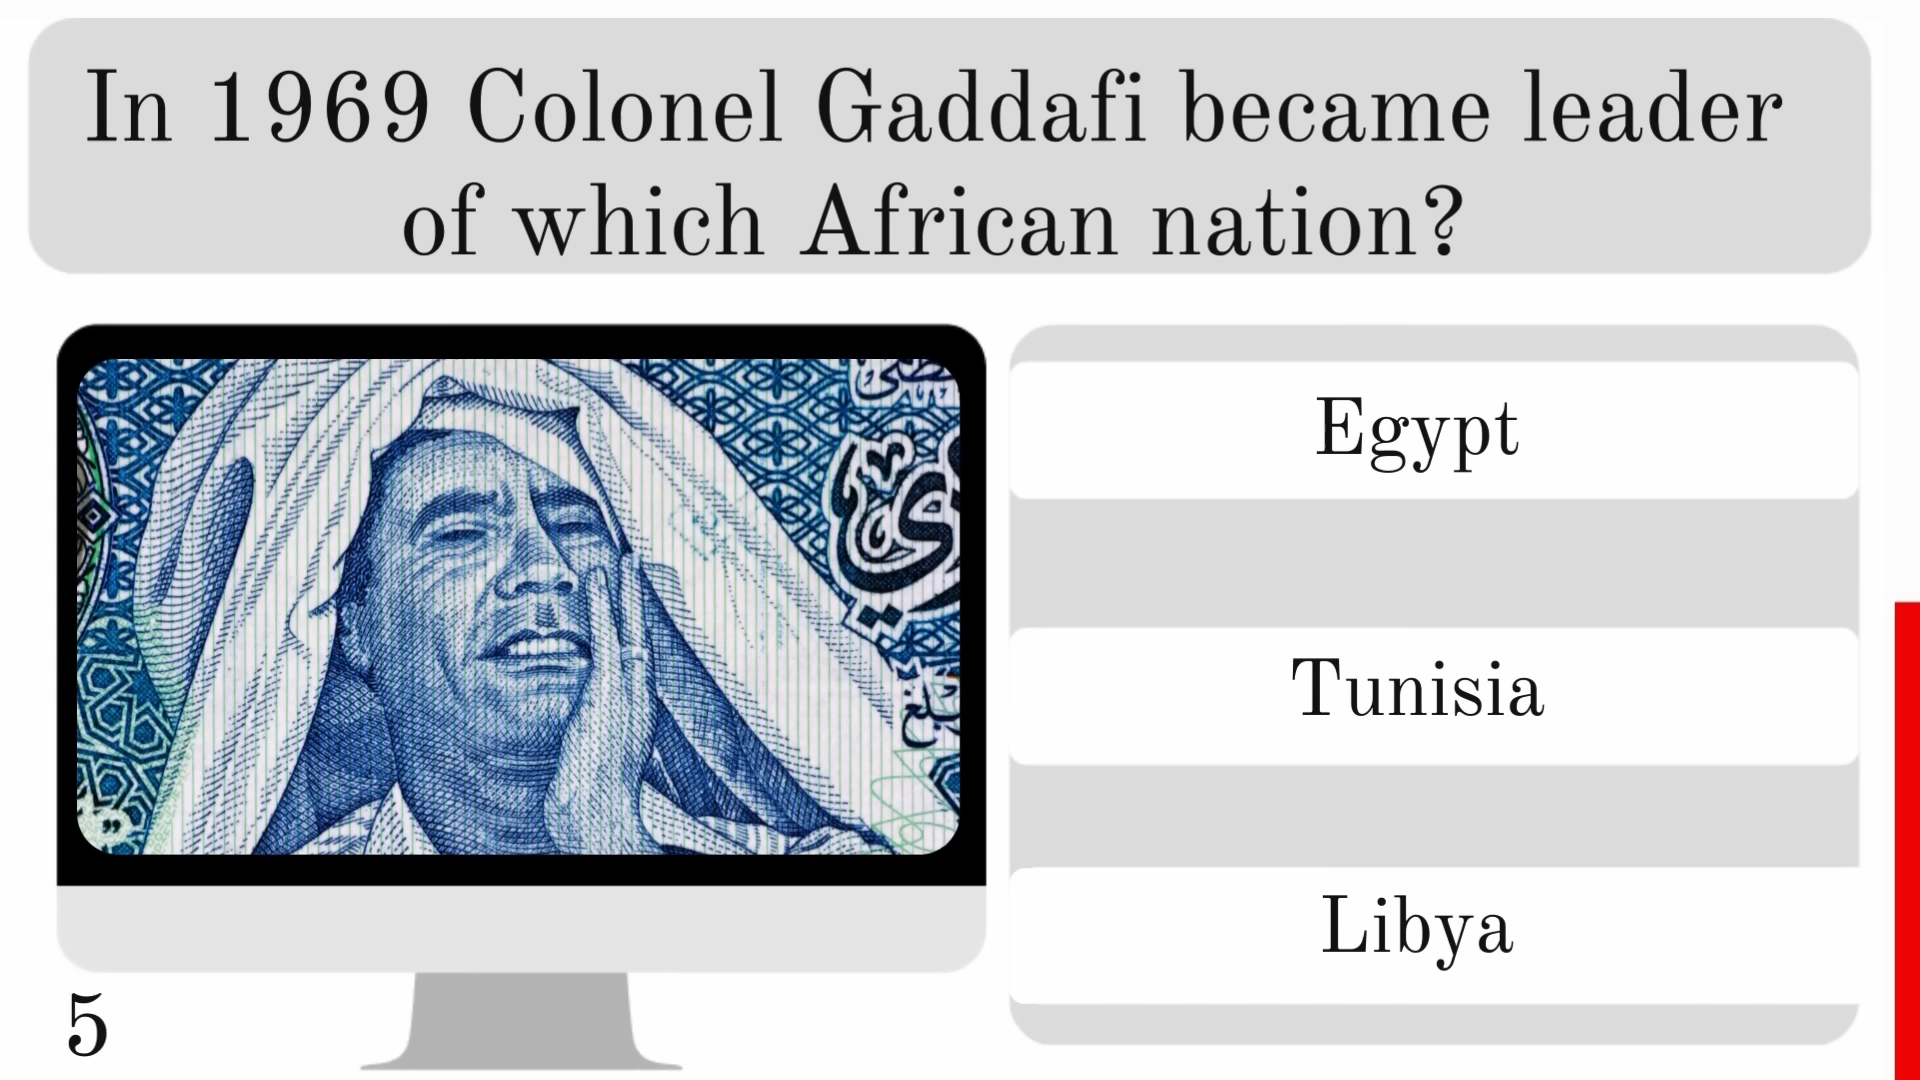 In 1969 Colonel Gaddafi became leader
of which African nation?
Egypt
Tunisia
Libya
5